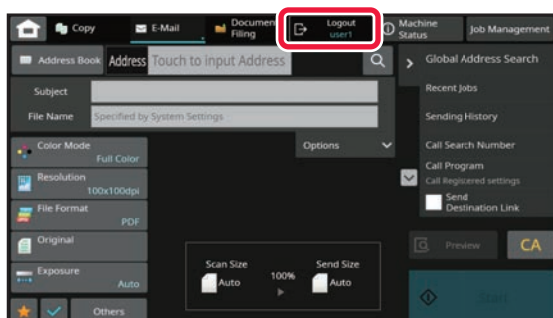 Copy
E-Mail
Document
Filing
Logout
user1
Machine
Status
Job Management
Address Book
Address
Touch to input Address
Global Address Search
Subject
Recent Jobs
File Name
Specified by System Settings
Sending History
Color Mode
Full Color
Options
Call Search Number
Resolution
100x100dpi
Call Program
Call Registered settings
File Format
PDF
Send
Destination Link
Original
Preview
CA
Exposure
Auto
Scan Size
Auto
100%
Send Size
Auto
Others
Start